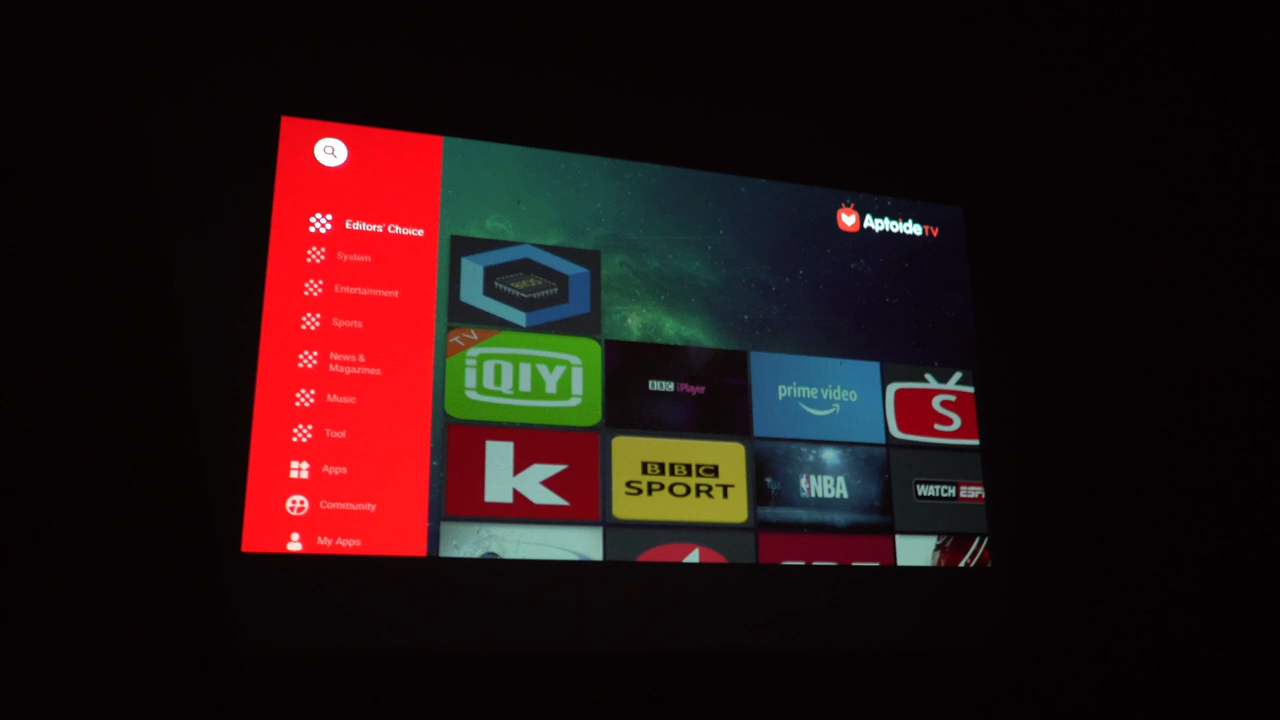 Editors' Choice
System
Entertainment
Sports
News &
Magazines
Music
Tool
Apps
Community
My Apps
AptoideTV
BIOS
TV
iQIYI
BBC iPlayer
prime video
S
k
BBC
SPORT
NBA
WATCH ESPN